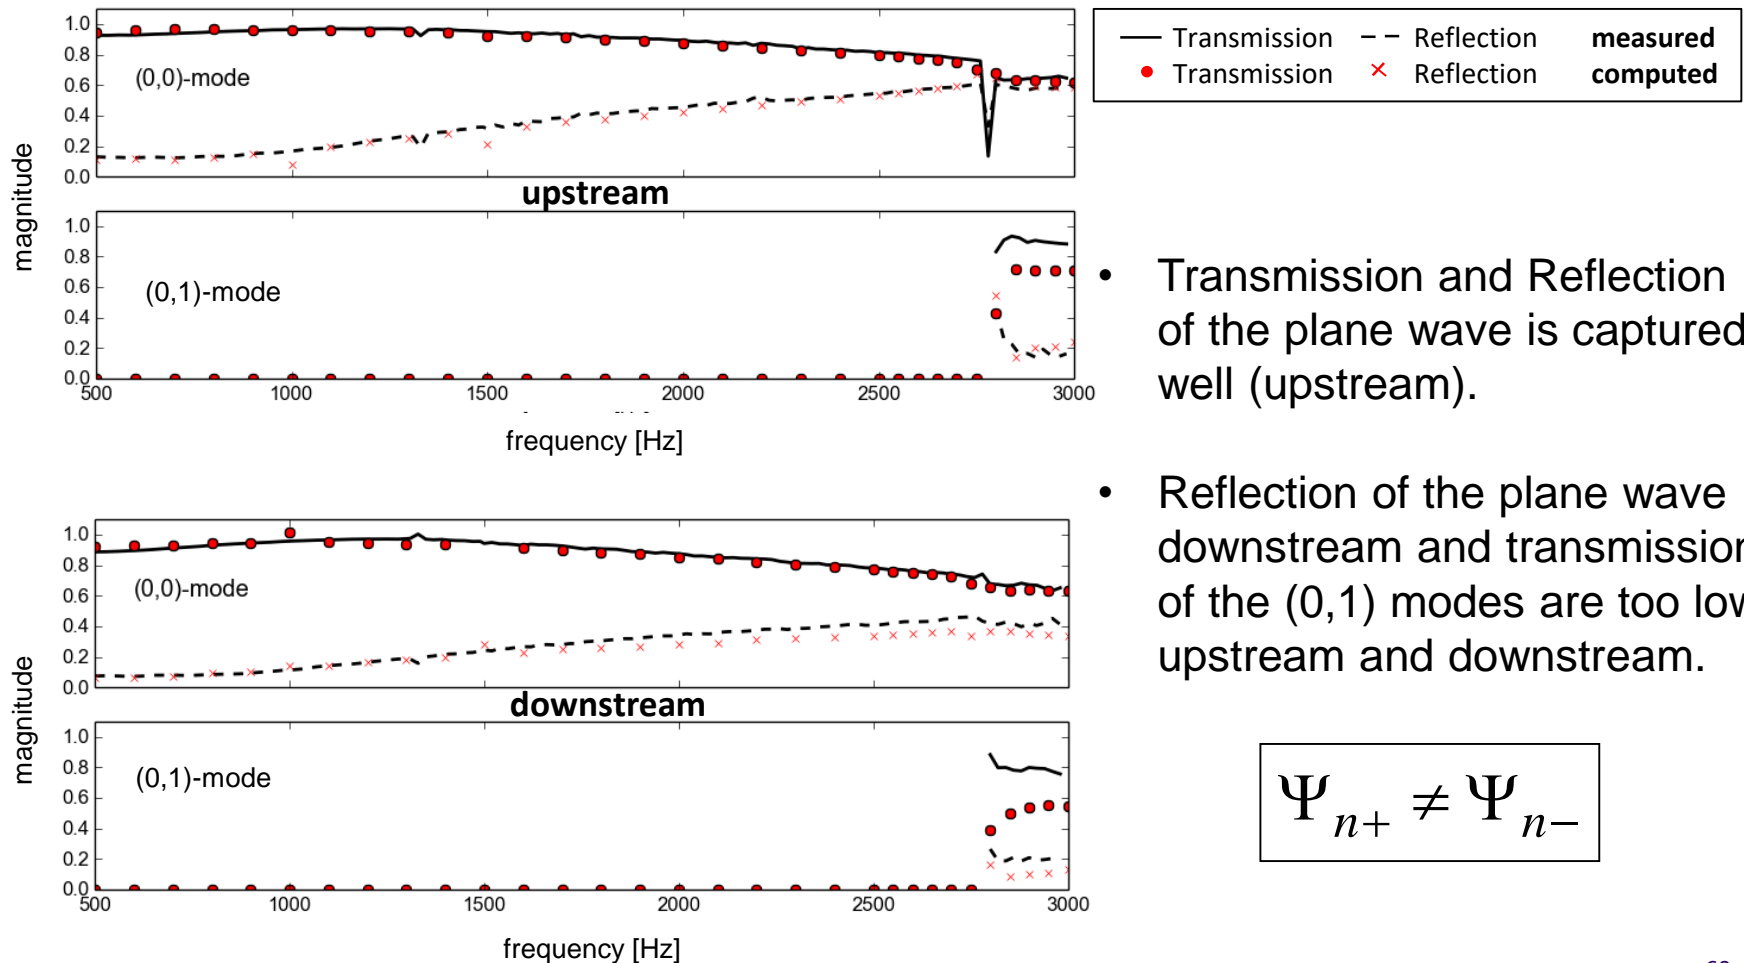 Transmission Reflection measured
Transmission Reflection computed
magnitude
1.0
0.8
0.6
0.4
0.2
0.0
(0,0)-mode
upstream
1.0
0.8
0.6
0.4
0.2
0.0
(0,1)-mode
500 1000 1500 2000 2500 3000
frequency [Hz]
magnitude
1.0
0.8
0.6
0.4
0.2
0.0
(0,0)-mode
downstream
1.0
0.8
0.6
0.4
0.2
0.0
(0,1)-mode
500 1000 1500 2000 2500 3000
frequency [Hz]
• Transmission and Reflection
of the plane wave is captured
well (upstream).
• Reflection of the plane wave
downstream and transmission
of the (0,1) modes are too low
upstream and downstream.
Ψn+ ≠ Ψn−